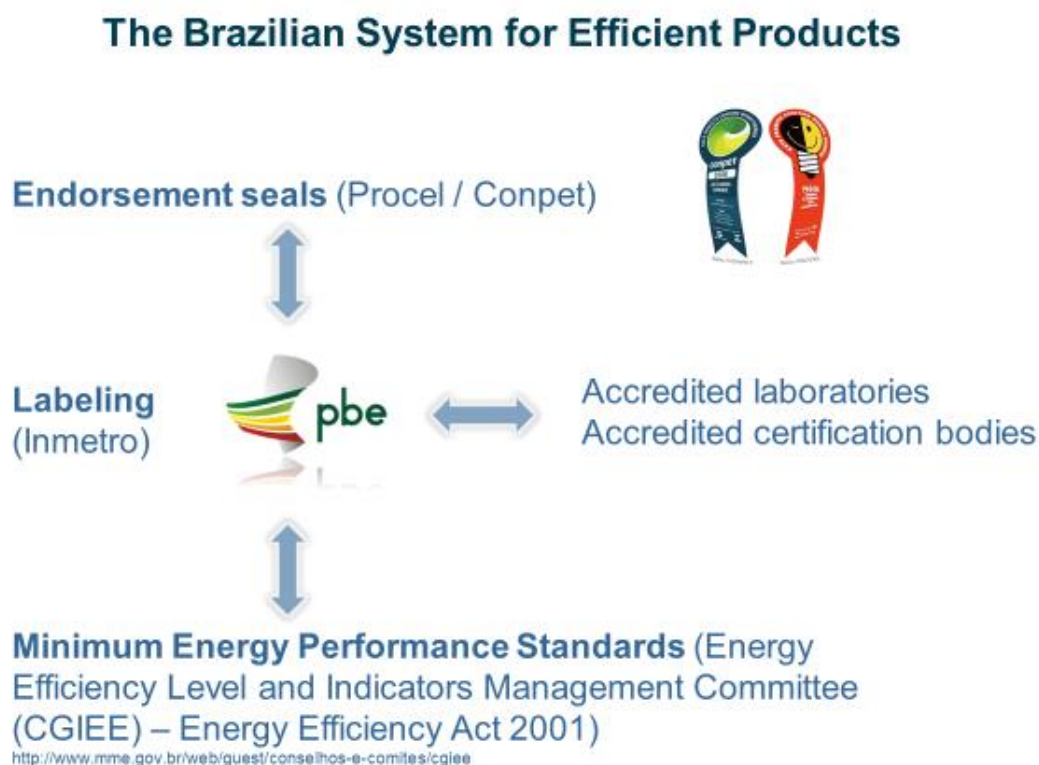 The Brazilian System for Efficient Products
Endorsement seals (Procel / Conpet)
conpet
Labeling
(Inmetro)
pbe
Accredited laboratories
Accredited certification bodies
Minimum Energy Performance Standards (Energy
Efficiency Level and Indicators Management Committee
(CGIEE) – Energy Efficiency Act 2001)
http://www.mme.gov.br/web/guest/conselhos-e-comites/cgiee